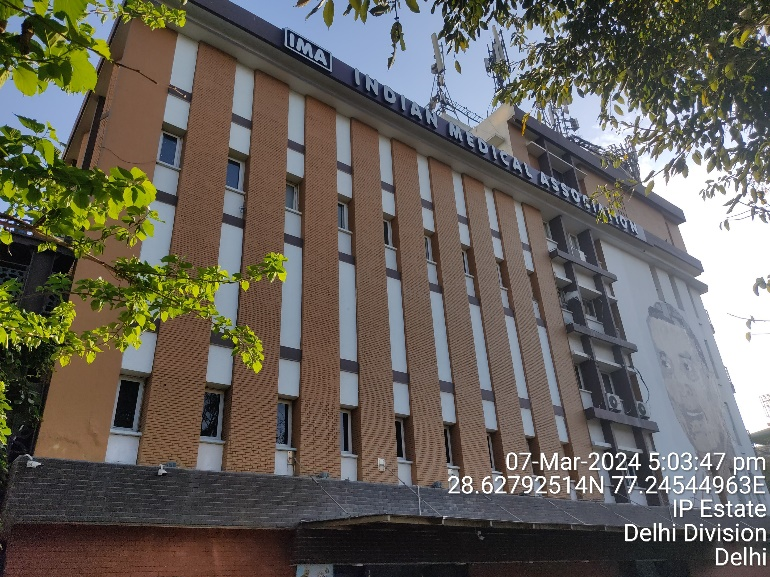 IMA INDIAN MEDICAL ASSOCIATION
07-Mar-2024 5:03:47 pm
28.62792514N 77.24544963E
IP Estate
Delhi Division
Delhi